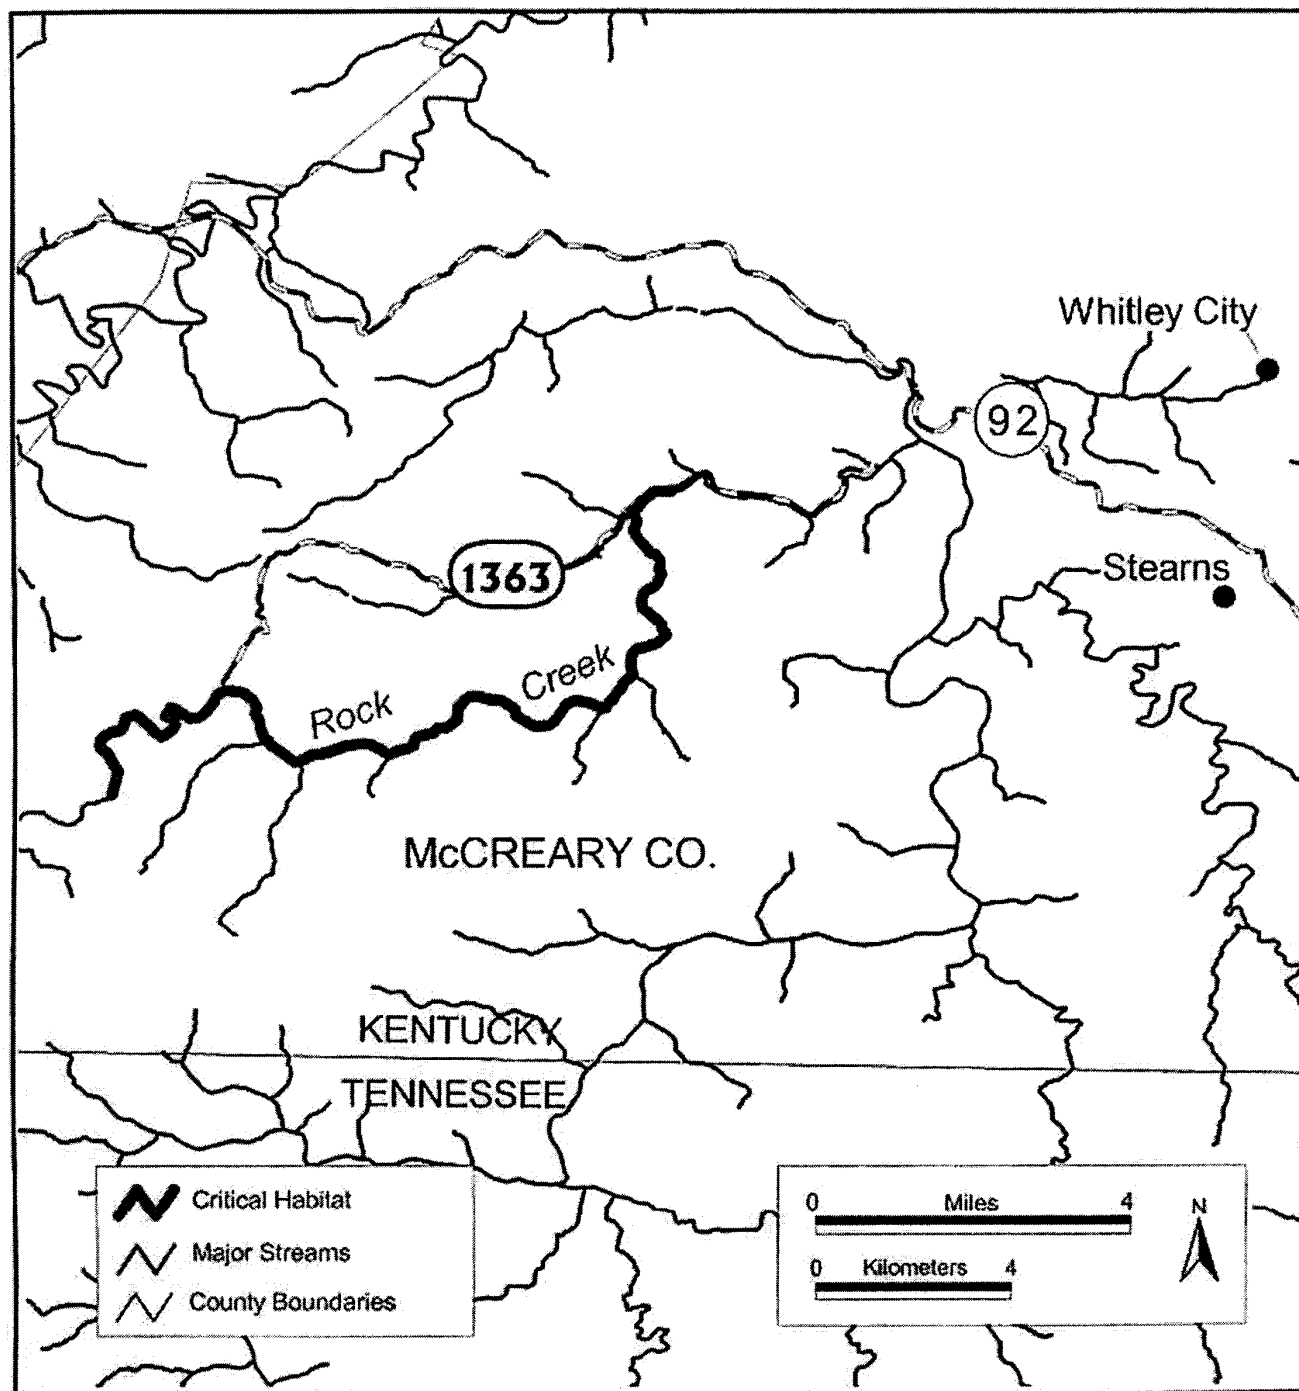 Whitley City
92
1363
Stearns
Rock Creek
McCREARY CO.
KENTUCKY
TENNESSEE
Critical Habitat
Major Streams
County Boundaries
0 Miles 4
0 Kilometers 4
N